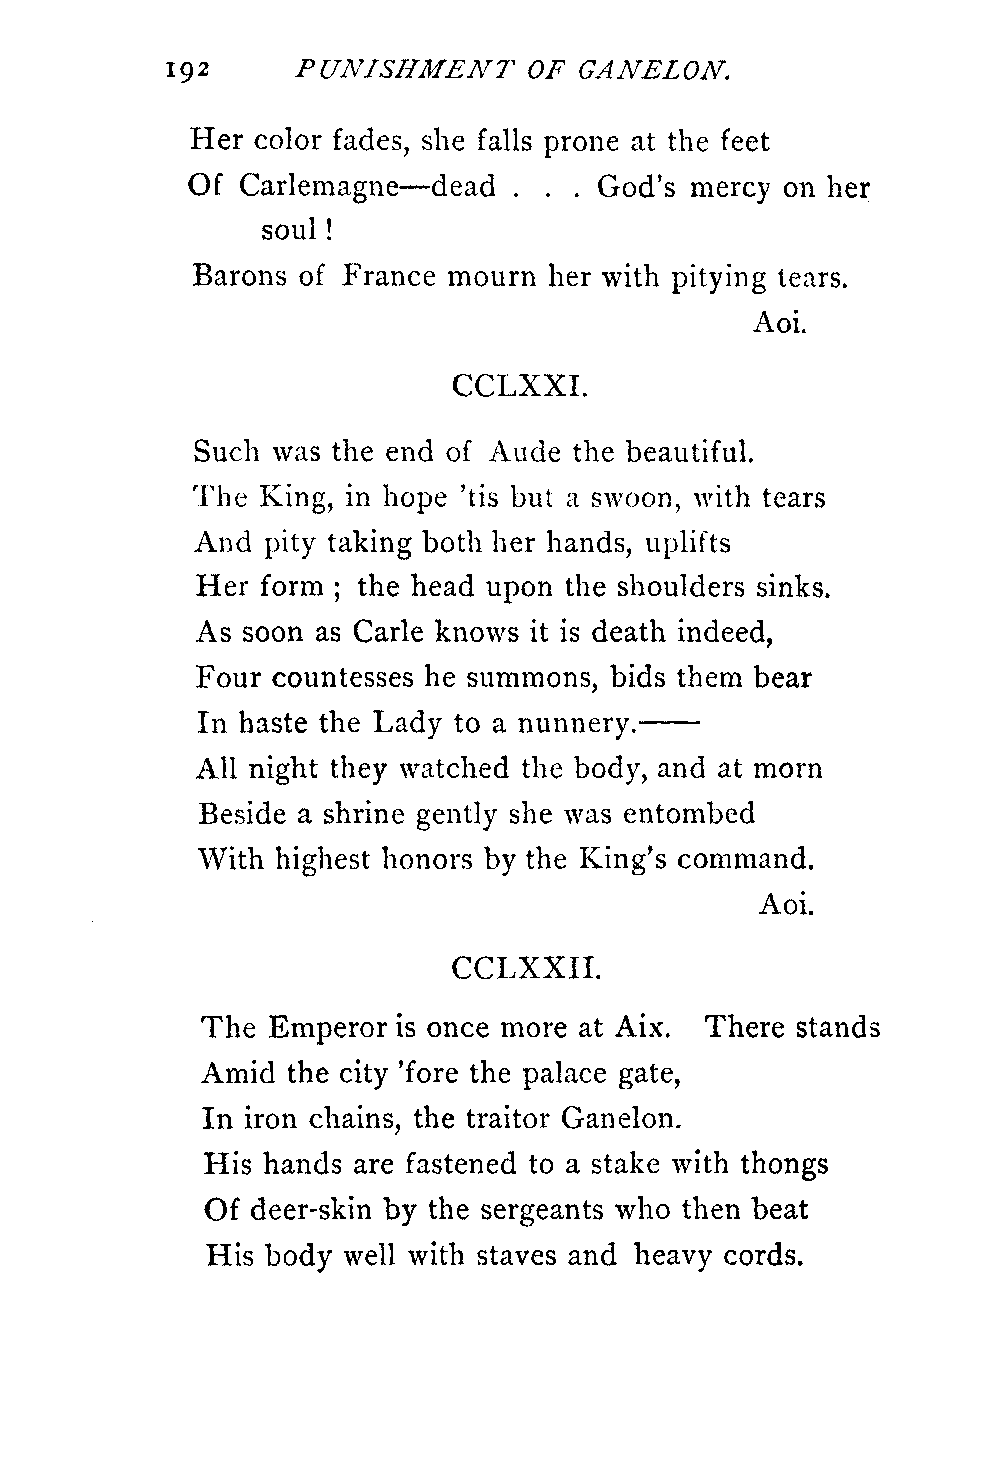 192 PUNISHMENT OF GANELON.
Her color fades, she falls prone at the feet
Of Carlemagne—dead . . . God's mercy on her
soul !
Barons of France mourn her with pitying tears.
Aoi.
CCLXXI.
Such was the end of Aude the beautiful.
The King, in hope 'tis but a swoon, with tears
And pity taking both her hands, uplifts
Her form ; the head upon the shoulders sinks.
As soon as Carle knows it is death indeed,
Four countesses he summons, bids them bear
In haste the Lady to a nunnery.——
All night they watched the body, and at morn
Beside a shrine gently she was entombed
With highest honors by the King's command.
Aoi.
CCLXXII.
The Emperor is once more at Aix. There stands
Amid the city 'fore the palace gate,
In iron chains, the traitor Ganelon.
His hands are fastened to a stake with thongs
Of deer-skin by the sergeants who then beat
His body well with staves and heavy cords.